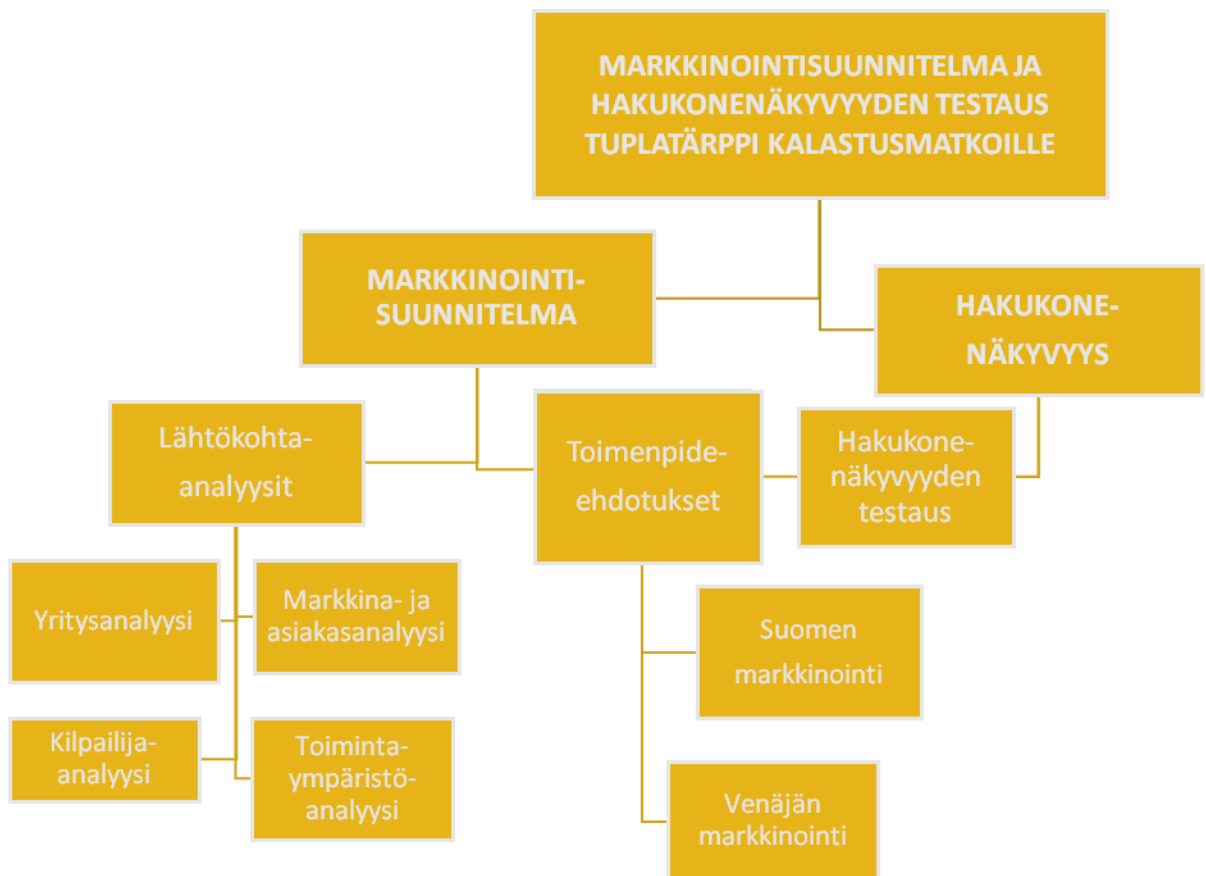 MARKKINOINTISUUNNITELMA JA
HAKUKONENÄKYVYYDEN TESTAUS
TUPLATÄRPPI KALASTUSMATKOILLE
MARKKINOINTI-
SUUNNITELMA
HAKUKONE-
NÄKYVYYS
Lähtökohta-
analyysit
Toimenpide-
ehdotukset
Hakukone-
näkyvyyden
testaus
Yritysanalyysi
Markkina- ja
asiakasanalyysi
Kilpailija-
analyysi
Toiminta-
ympäristö-
analyysi
Suomen
markkinointi
Venäjän
markkinointi